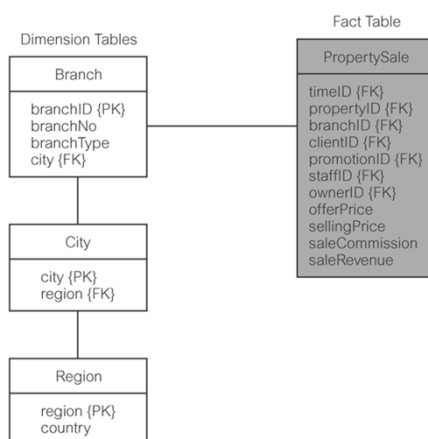 Dimension Tables
Branch
branchID {PK}
branchNo
branchType
city {FK}
City
city {PK}
region {FK}
Region
region {PK}
country
Fact Table
PropertySale
timeID {FK}
propertyID {FK}
branchID {FK}
clientID {FK}
promotionID {FK}
staffID {FK}
ownerID {FK}
offerPrice
sellingPrice
saleCommission
saleRevenue